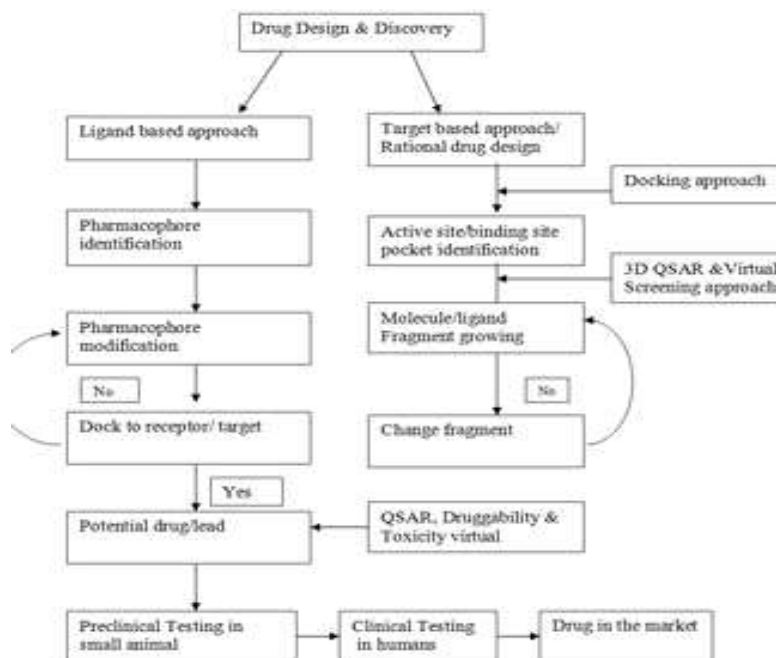 Drug Design & Discovery
Ligand based approach
Target based approach/
Rational drug design
Docking approach
Pharmacophore
identification
Active site/binding site
pocket identification
3D QSAR &Virtual
Screening approach
Pharmacophore
modification
Molecule/ligand
Fragment growing
No
No
Dock to receptor/ target
Change fragment
Yes
Potential drug/lead
QSAR, Druggability &
Toxicity virtual
Preclinical Testing in
small animal
Clinical Testing
in humans
Drug in the market